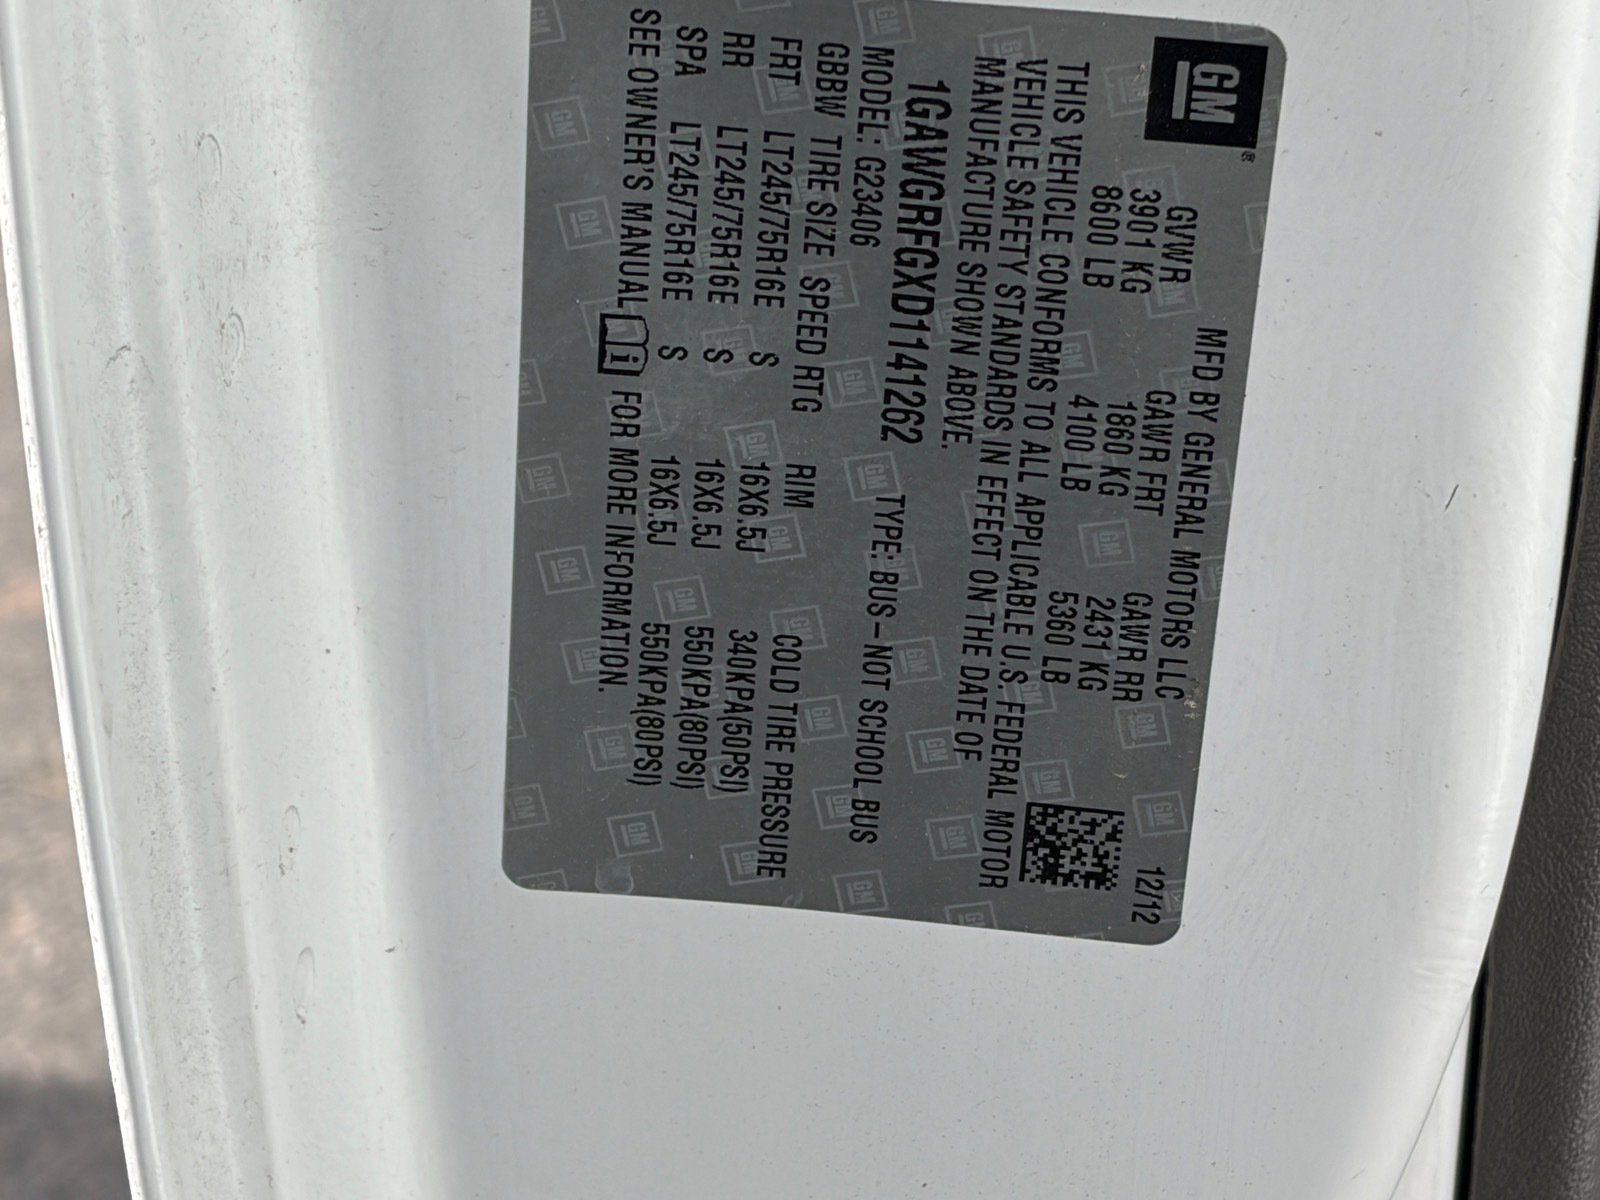 GM®
MFD BY GENERAL MOTORS LLC 12/12
GVWR GAWR FRT GAWR RR
3901 KG 1860 KG 2431 KG
8600 LB 4100 LB 5360 LB
THIS VEHICLE CONFORMS TO ALL APPLICABLE U.S. FEDERAL MOTOR
VEHICLE SAFETY STANDARDS IN EFFECT ON THE DATE OF
MANUFACTURE SHOWN ABOVE.
1GAWGRFGXD1141262 TYPE: BUS–NOT SCHOOL BUS
MODEL: G23406
GBBW TIRE SIZE SPEED RTG RIM COLD TIRE PRESSURE
FRT LT245/75R16E S 16X6.5J 340KPA(50PSI)
RR LT245/75R16E S 16X6.5J 550KPA(80PSI)
SPA LT245/75R16E S 16X6.5J 550KPA(80PSI)
SEE OWNER'S MANUAL i FOR MORE INFORMATION.